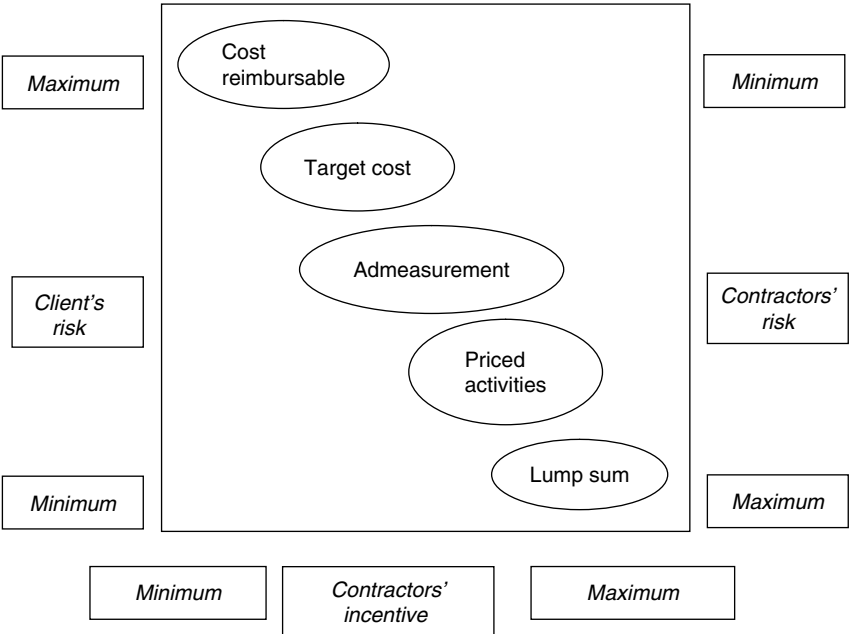 Cost
reimbursable
Maximum
Minimum
Target cost
Admeasurement
Client's
risk
Contractors'
risk
Priced
activities
Lump sum
Minimum
Maximum
Minimum
Contractors'
incentive
Maximum